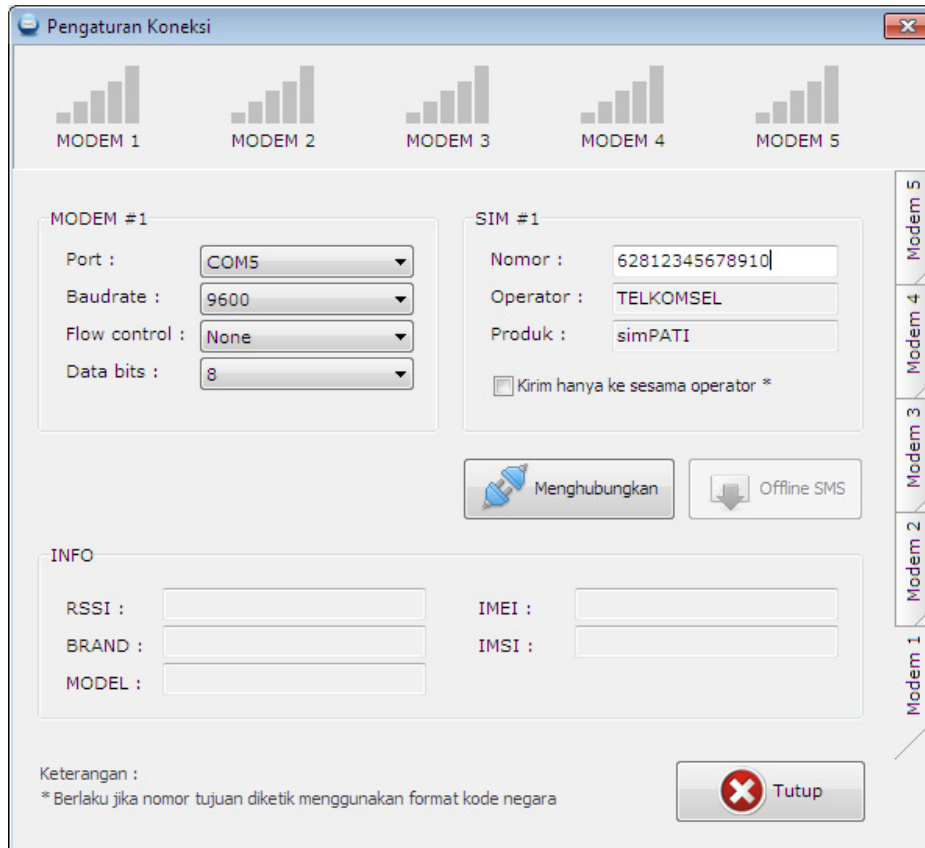 Pengaturan Koneksi
MODEM 1 MODEM 2 MODEM 3 MODEM 4 MODEM 5
MODEM #1
Port : COM5
Baudrate : 9600
Flow control : None
Data bits : 8
SIM #1
Nomor : 62812345678910
Operator : TELKOMSEL
Produk : simPATI
Kirim hanya ke sesama operator *
Menghubungkan
Offline SMS
INFO
RSSI :
BRAND :
MODEL :
IMEI :
IMSI :
Keterangan :
* Berlaku jika nomor tujuan diketik menggunakan format kode negara
Tutup
Modem 5
Modem 4
Modem 3
Modem 2
Modem 1